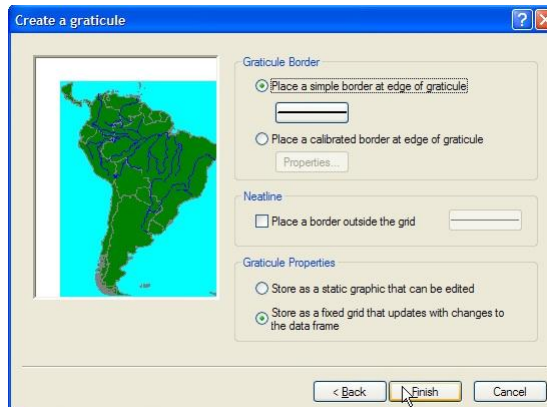 Create a graticule
Graticule Border
Place a simple border at edge of graticule
Place a calibrated border at edge of graticule
Properties...
Neatline
Place a border outside the grid
Graticule Properties
Store as a static graphic that can be edited
Store as a fixed grid that updates with changes to
the data frame
< Back
Finish
Cancel